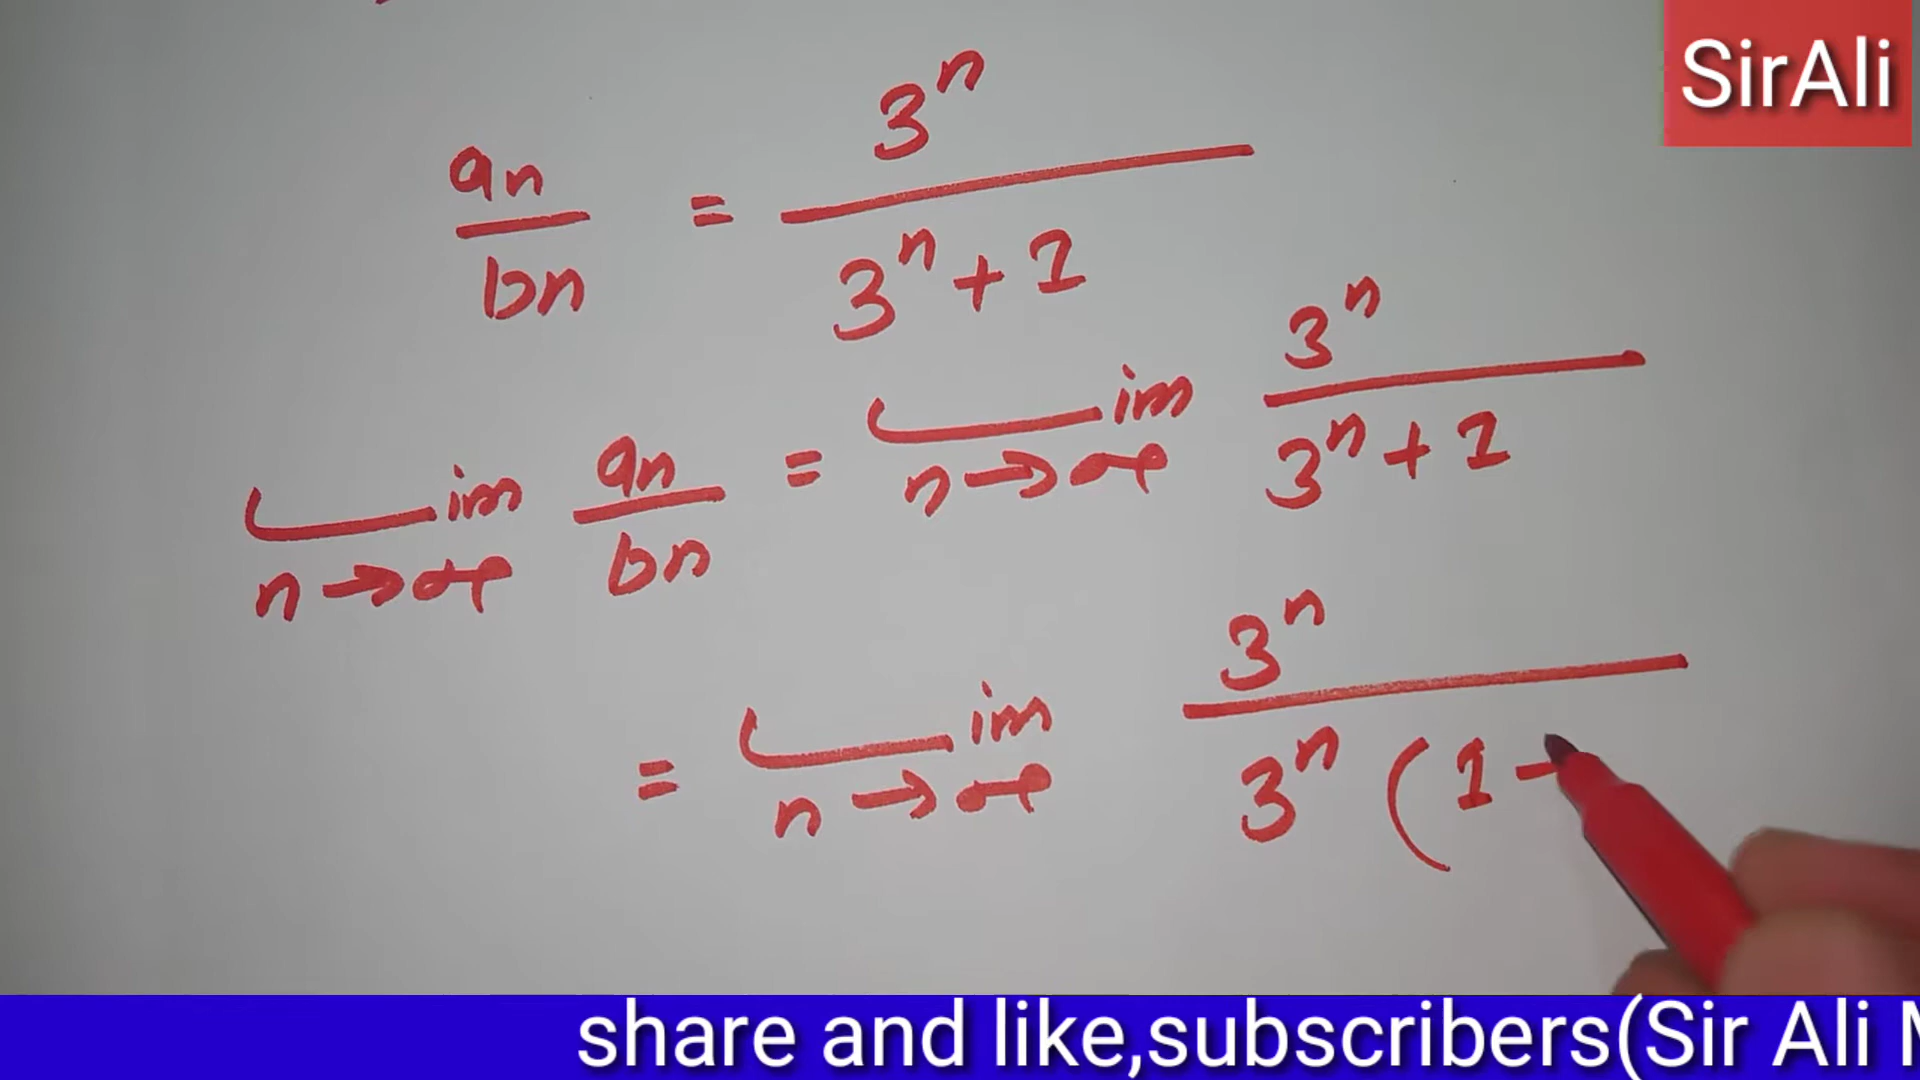 SirAli
an/bn = 3^n/(3^n+1)
Lim n→∞ an/bn = Lim n→∞ 3^n/(3^n+1)
= Lim n→∞ 3^n/3^n(1-
share and like,subscribers(Sir Ali